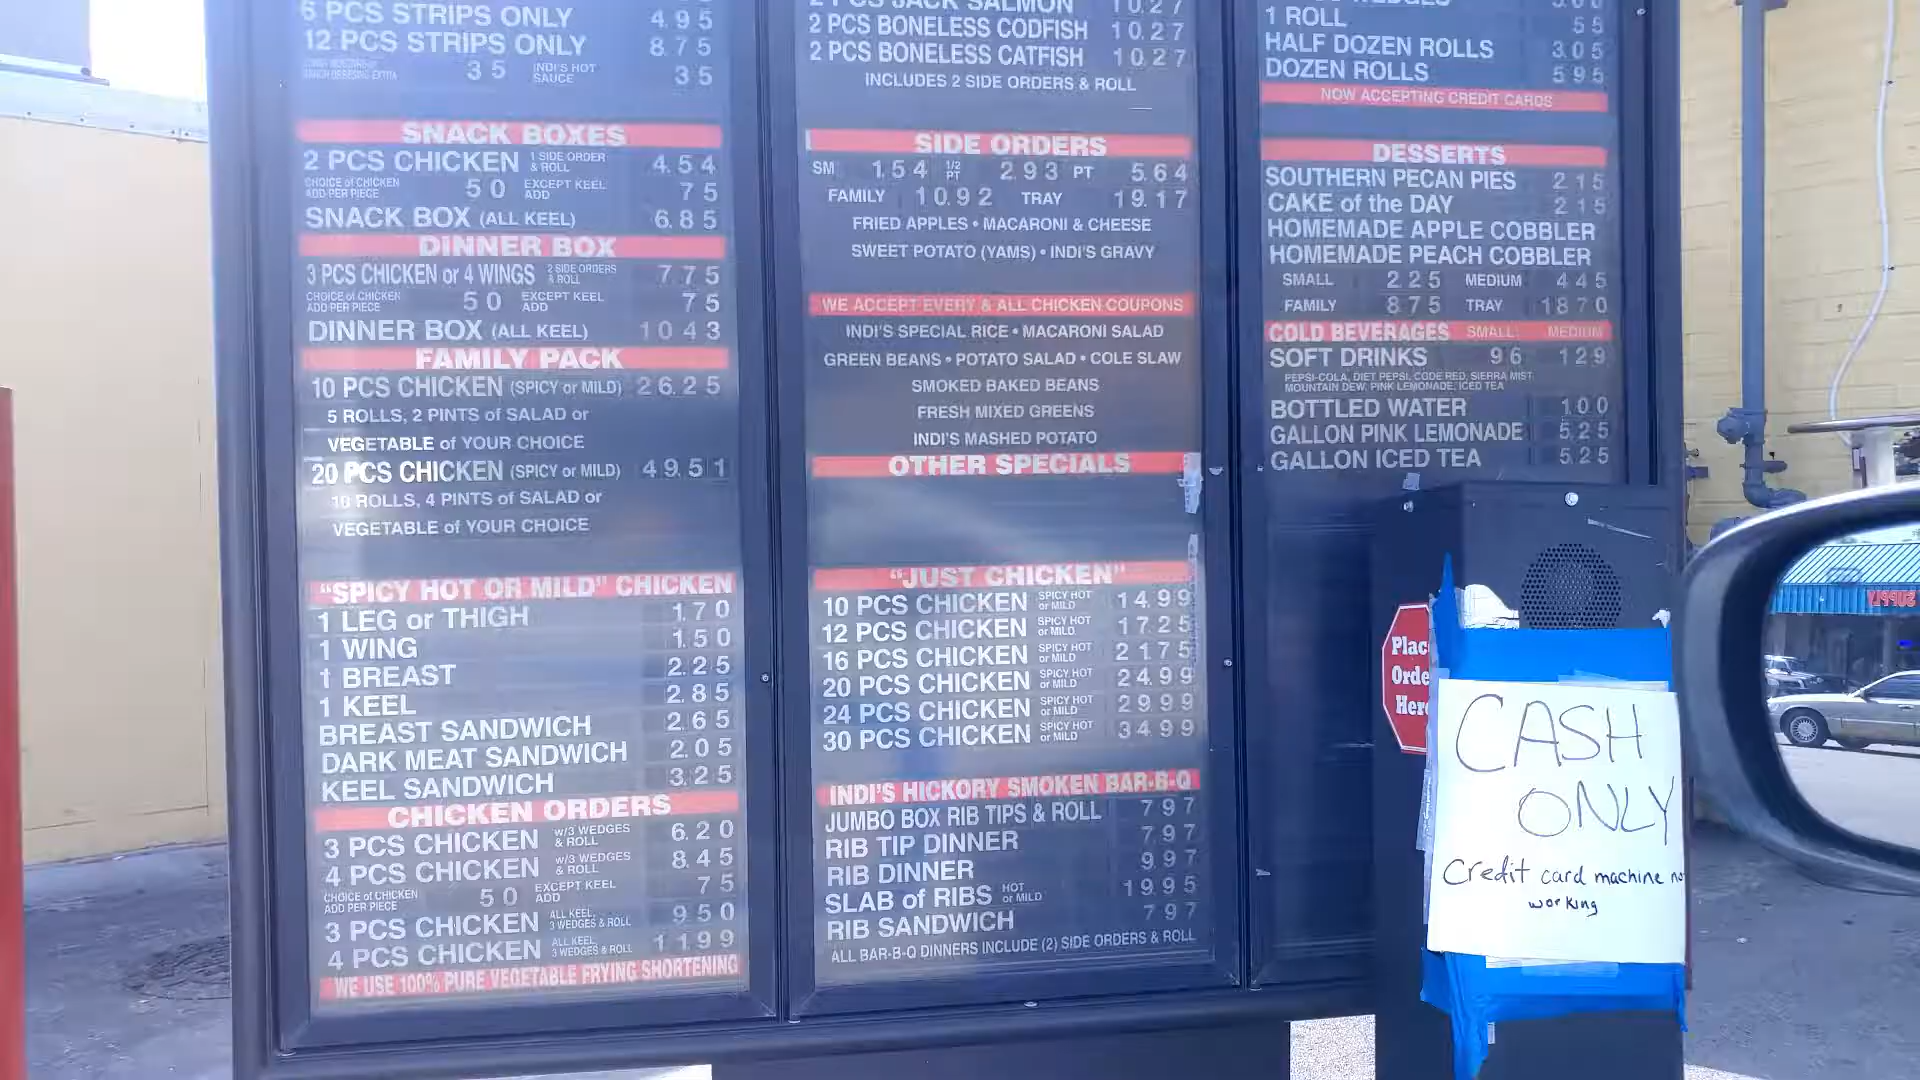 6 PCS STRIPS ONLY 4.95
12 PCS STRIPS ONLY 8.75
35 INDI'S HOT SAUCE 35
SNACK BOXES
2 PCS CHICKEN 1 SIDE ORDER & ROLL 4.54
CHOICE of CHICKEN ADD PER PIECE 50 EXCEPT KEEL ADD 75
SNACK BOX (ALL KEEL) 6.85
DINNER BOX
3 PCS CHICKEN or 4 WINGS 2 SIDE ORDERS & ROLL 7.75
CHOICE of CHICKEN ADD PER PIECE 50 EXCEPT KEEL ADD 75
DINNER BOX (ALL KEEL) 10.43
FAMILY PACK
10 PCS CHICKEN (SPICY or MILD) 26.25
5 ROLLS, 2 PINTS of SALAD or
VEGETABLE of YOUR CHOICE
20 PCS CHICKEN (SPICY or MILD) 49.51
10 ROLLS, 4 PINTS of SALAD or
VEGETABLE of YOUR CHOICE
"SPICY HOT OR MILD" CHICKEN
1 LEG or THIGH 1.70
1 WING 1.50
1 BREAST 2.25
1 KEEL 2.85
BREAST SANDWICH 2.65
DARK MEAT SANDWICH 2.05
KEEL SANDWICH 3.25
CHICKEN ORDERS
3 PCS CHICKEN w/3 WEDGES & ROLL 6.20
4 PCS CHICKEN w/3 WEDGES & ROLL 8.45
CHOICE of CHICKEN ADD PER PIECE 50 EXCEPT KEEL ADD 75
3 PCS CHICKEN ALL KEEL, 3 WEDGES & ROLL 9.50
4 PCS CHICKEN ALL KEEL, 3 WEDGES & ROLL 11.99
WE USE 100% PURE VEGETABLE FRYING SHORTENING
2 PCS JACK SALMON 10.27
2 PCS BONELESS CODFISH 10.27
2 PCS BONELESS CATFISH 10.27
INCLUDES 2 SIDE ORDERS & ROLL
SIDE ORDERS
SM 1.54 1/2 PT 2.93 PT 5.64
FAMILY 10.92 TRAY 19.17
FRIED APPLES • MACARONI & CHEESE
SWEET POTATO (YAMS) • INDI'S GRAVY
WE ACCEPT EVERY & ALL CHICKEN COUPONS
INDI'S SPECIAL RICE • MACARONI SALAD
GREEN BEANS • POTATO SALAD • COLE SLAW
SMOKED BAKED BEANS
FRESH MIXED GREENS
INDI'S MASHED POTATO
OTHER SPECIALS
"JUST CHICKEN"
10 PCS CHICKEN SPICY HOT or MILD 14.99
12 PCS CHICKEN SPICY HOT or MILD 17.25
16 PCS CHICKEN SPICY HOT or MILD 21.75
20 PCS CHICKEN SPICY HOT or MILD 24.99
24 PCS CHICKEN SPICY HOT or MILD 29.99
30 PCS CHICKEN SPICY HOT or MILD 34.99
INDI'S HICKORY SMOKEN BAR-B-Q
JUMBO BOX RIB TIPS & ROLL 7.97
RIB TIP DINNER 7.97
RIB DINNER 9.97
SLAB of RIBS HOT or MILD 19.95
RIB SANDWICH 7.97
ALL BAR-B-Q DINNERS INCLUDE (2) SIDE ORDERS & ROLL
1 ROLL 55
HALF DOZEN ROLLS 3.05
DOZEN ROLLS 5.95
NOW ACCEPTING CREDIT CARDS
DESSERTS
SOUTHERN PECAN PIES 2.15
CAKE of the DAY 2.15
HOMEMADE APPLE COBBLER
HOMEMADE PEACH COBBLER
SMALL 2.25 MEDIUM 4.45
FAMILY 8.75 TRAY 18.70
COLD BEVERAGES SMALL MEDIUM
SOFT DRINKS 96 1.29
PEPSI-COLA, DIET PEPSI, CODE RED, SIERRA MIST
MOUNTAIN DEW, PINK LEMONADE, ICED TEA
BOTTLED WATER 1.00
GALLON PINK LEMONADE 5.25
GALLON ICED TEA 5.25
Plac
Orde
Her
CASH
ONLY
Credit card machine no
working
SUPPLY